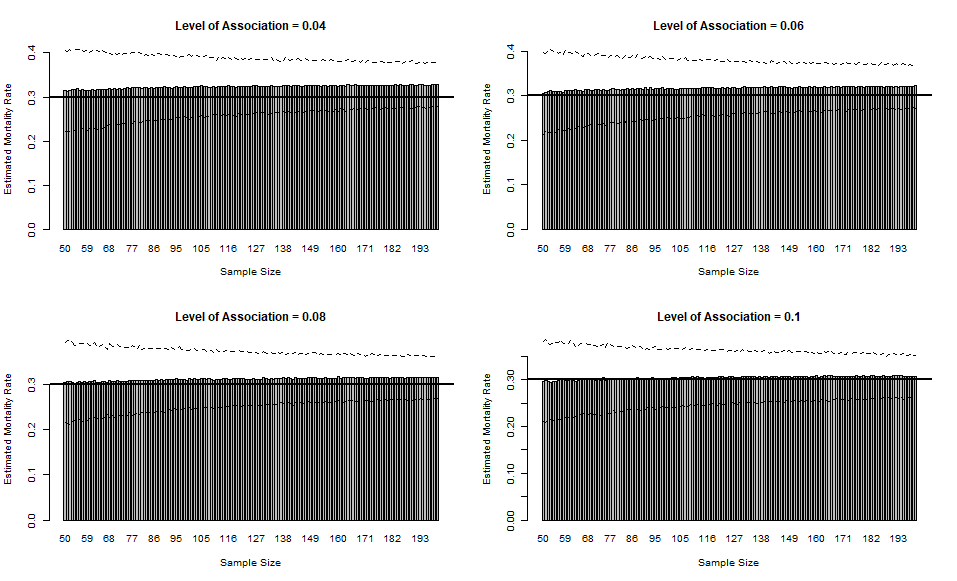 Level of Association = 0.04
Estimated Mortality Rate
0.0 0.1 0.2 0.3 0.4
50 59 68 77 86 95 105 116 127 138 149 160 171 182 193
Sample Size
Level of Association = 0.06
Estimated Mortality Rate
0.0 0.1 0.2 0.3 0.4
50 59 68 77 86 95 105 116 127 138 149 160 171 182 193
Sample Size
Level of Association = 0.08
Estimated Mortality Rate
0.0 0.1 0.2 0.3
50 59 68 77 86 95 105 116 127 138 149 160 171 182 193
Sample Size
Level of Association = 0.1
Estimated Mortality Rate
0.00 0.10 0.20 0.30
50 59 68 77 86 95 105 116 127 138 149 160 171 182 193
Sample Size